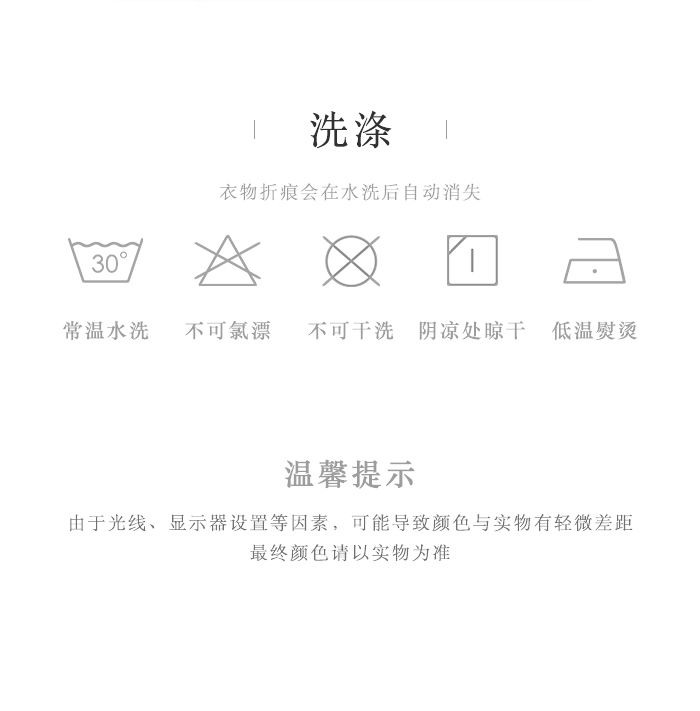 洗涤
衣物折痕会在水洗后自动消失
30°
常温水洗 不可氯漂 不可干洗 阴凉处晾干 低温熨烫
温馨提示
由于光线、显示器设置等因素，可能导致颜色与实物有轻微差距
最终颜色请以实物为准